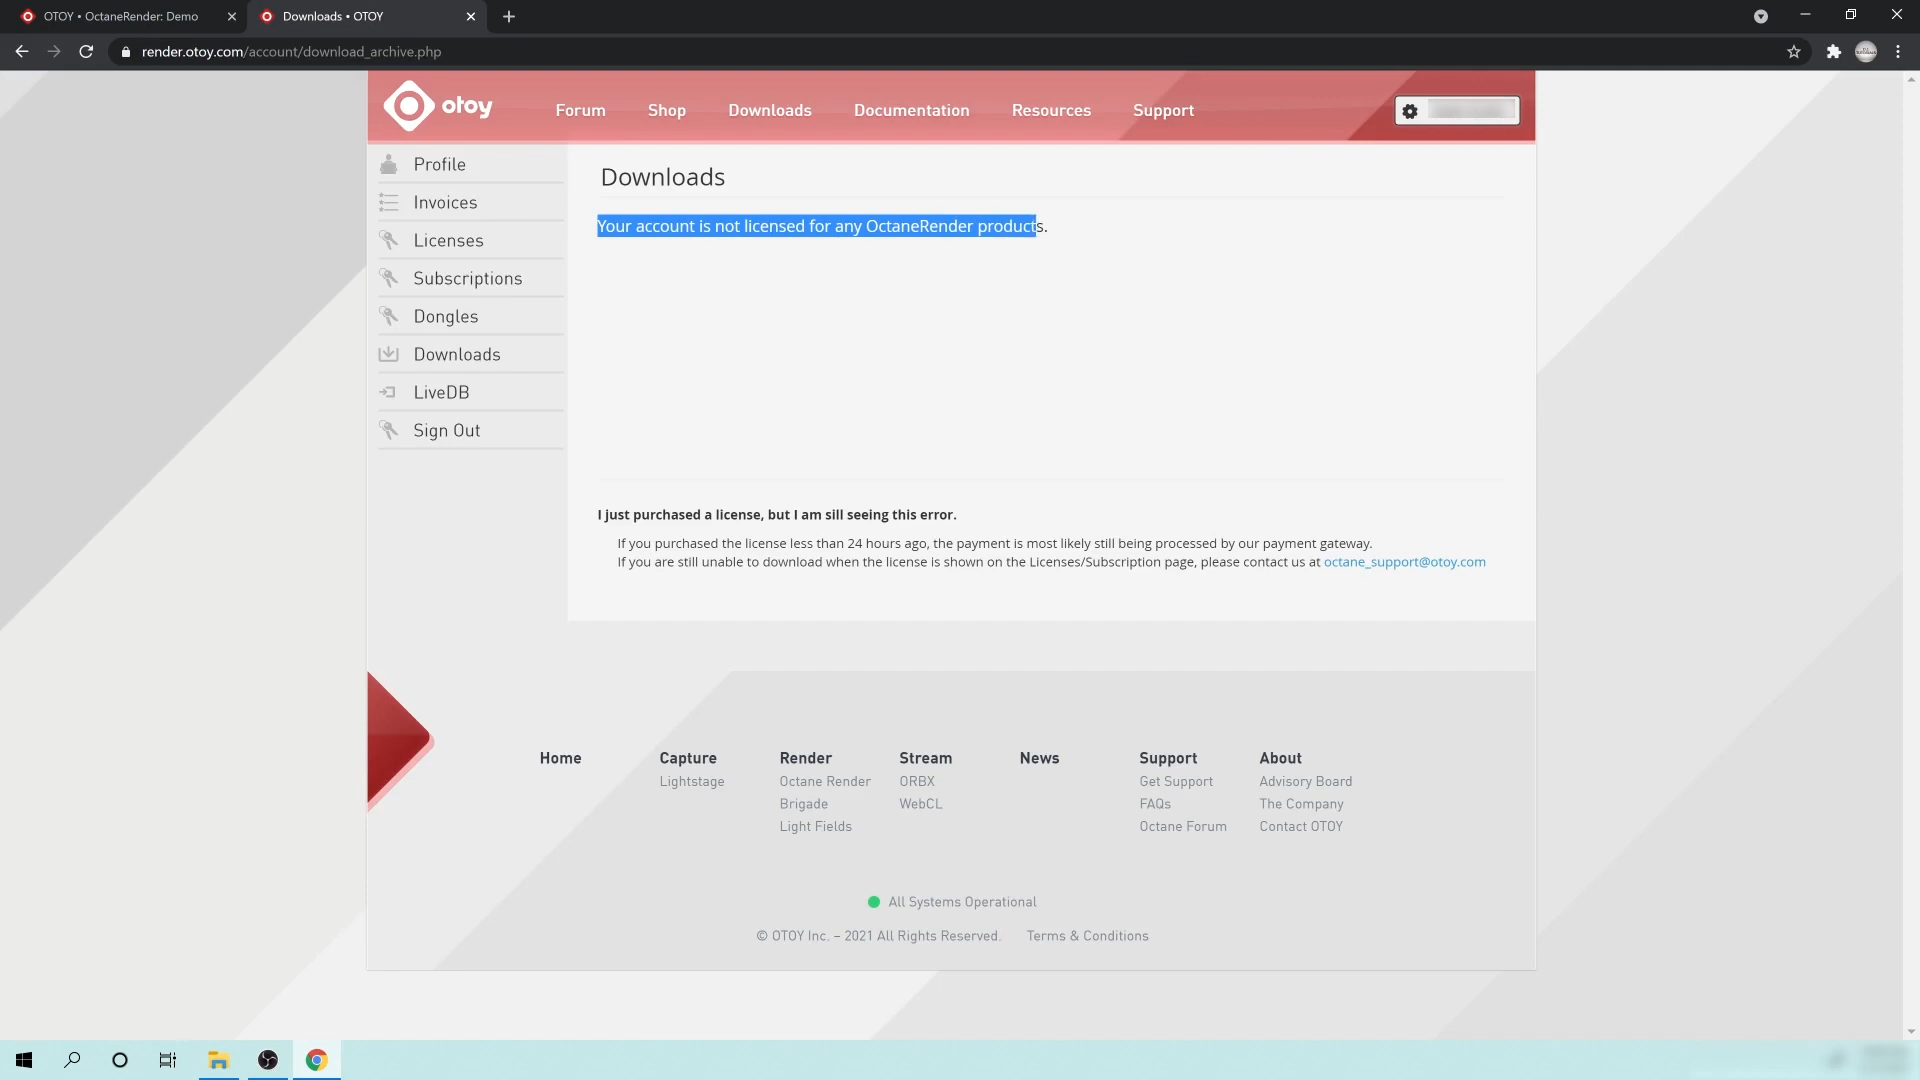 OTOY • OctaneRender: Demo
Downloads • OTOY
render.otoy.com/account/download_archive.php
otoy
Forum
Shop
Downloads
Documentation
Resources
Support
Profile
Invoices
Licenses
Subscriptions
Dongles
Downloads
LiveDB
Sign Out
Downloads
Your account is not licensed for any OctaneRender products.
I just purchased a license, but I am sill seeing this error.
If you purchased the license less than 24 hours ago, the payment is most likely still being processed by our payment gateway.
If you are still unable to download when the license is shown on the Licenses/Subscription page, please contact us at octane_support@otoy.com
Home
Capture
Lightstage
Render
Octane Render
Brigade
Light Fields
Stream
ORBX
WebCL
News
Support
Get Support
FAQs
Octane Forum
About
Advisory Board
The Company
Contact OTOY
All Systems Operational
© OTOY Inc. – 2021 All Rights Reserved.
Terms & Conditions